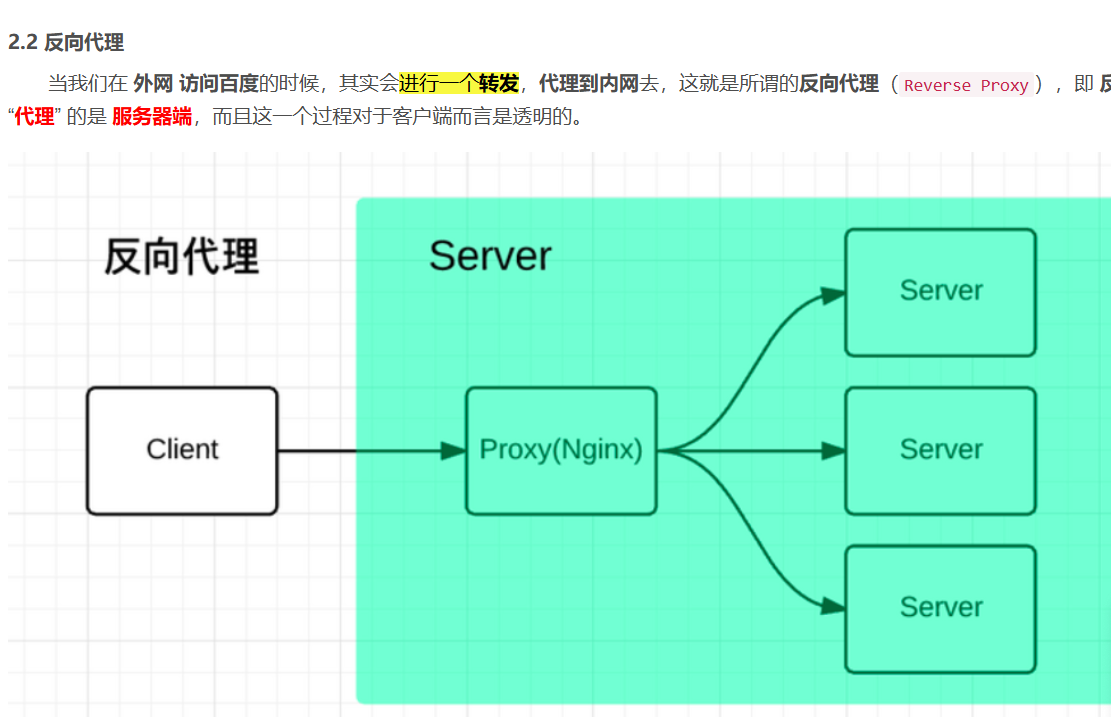 2.2 反向代理
当我们在 外网 访问百度的时候，其实会进行一个转发，代理到内网去，这就是所谓的反向代理（Reverse Proxy），即
“代理” 的是 服务器端，而且这一个过程对于客户端而言是透明的。
反向代理
Server
Server
Client
Proxy(Nginx)
Server
Server